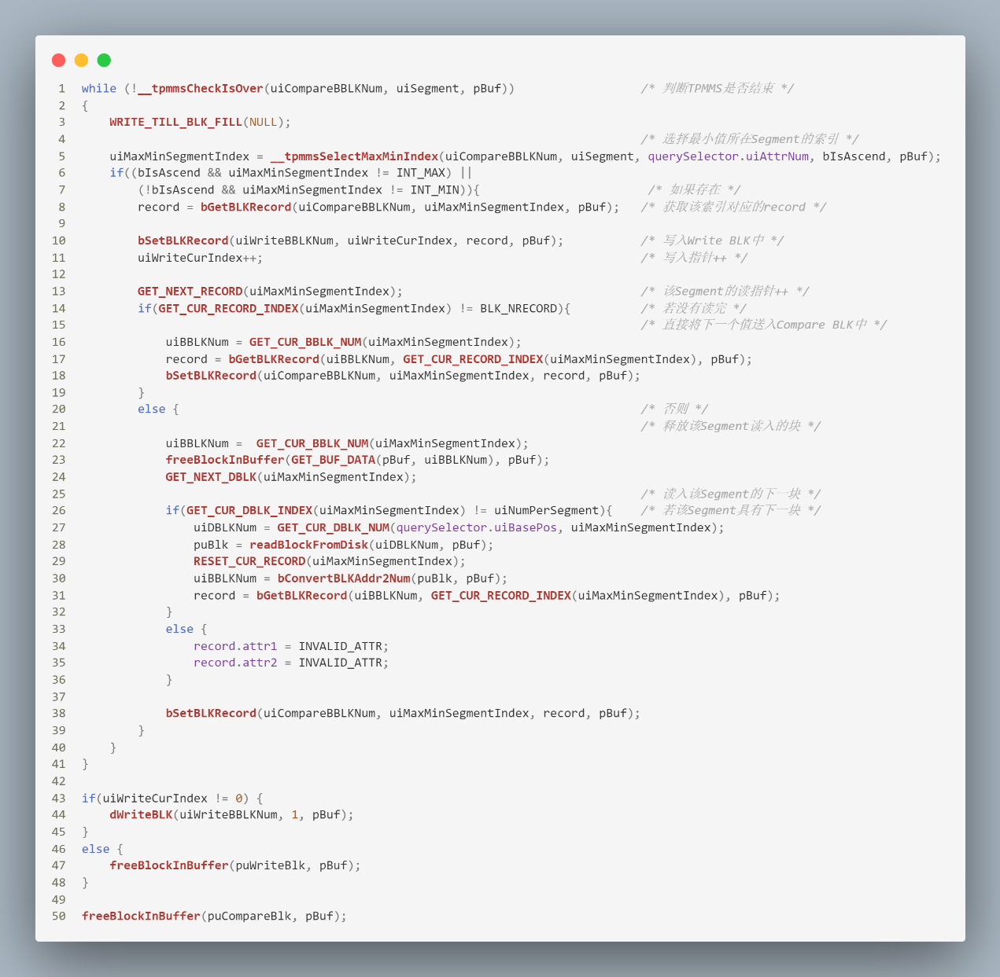 1 while (!__tpmmsCheckIsOver(uiCompareBBLKNum, uiSegment, pBuf)) /* 判断TPMMS是否结束 */
2 {
3 WRITE_TILL_BLK_FILL(NULL);
4 /* 选择最小值所在Segment的索引 */
5 uiMaxMinSegmentIndex = __tpmmsSelectMaxMinIndex(uiCompareBBLKNum, uiSegment, querySelector.uiAttrNum, bIsAscend, pBuf);
6 if((bIsAscend && uiMaxMinSegmentIndex != INT_MAX) ||
7 (!bIsAscend && uiMaxMinSegmentIndex != INT_MIN)){ /* 如果存在 */
8 record = bGetBLKRecord(uiCompareBBLKNum, uiMaxMinSegmentIndex, pBuf); /* 获取该索引对应的record */
9
10 bSetBLKRecord(uiWriteBBLKNum, uiWriteCurIndex, record, pBuf); /* 写入Write BLK中 */
11 uiWriteCurIndex++; /* 写入指针++ */
12
13 GET_NEXT_RECORD(uiMaxMinSegmentIndex); /* 该Segment的读指针++ */
14 if(GET_CUR_RECORD_INDEX(uiMaxMinSegmentIndex) != BLK_NRECORD){ /* 若没有读完 */
15 /* 直接将下一个值送入Compare BLK中 */
16 uiBBLKNum = GET_CUR_BBLK_NUM(uiMaxMinSegmentIndex);
17 record = bGetBLKRecord(uiBBLKNum, GET_CUR_RECORD_INDEX(uiMaxMinSegmentIndex), pBuf);
18 bSetBLKRecord(uiCompareBBLKNum, uiMaxMinSegmentIndex, record, pBuf);
19 }
20 else { /* 否则 */
21 /* 释放该Segment读入的块 */
22 uiBBLKNum =  GET_CUR_BBLK_NUM(uiMaxMinSegmentIndex);
23 freeBlockInBuffer(GET_BUF_DATA(pBuf, uiBBLKNum), pBuf);
24 GET_NEXT_DBLK(uiMaxMinSegmentIndex);
25 /* 读入该Segment的下一块 */
26 if(GET_CUR_DBLK_INDEX(uiMaxMinSegmentIndex) != uiNumPerSegment){ /* 若该Segment具有下一块 */
27 uiDBLKNum = GET_CUR_DBLK_NUM(querySelector.uiBasePos, uiMaxMinSegmentIndex);
28 puBlk = readBlockFromDisk(uiDBLKNum, pBuf);
29 RESET_CUR_RECORD(uiMaxMinSegmentIndex);
30 uiBBLKNum = bConvertBLKAddr2Num(puBlk, pBuf);
31 record = bGetBLKRecord(uiBBLKNum, GET_CUR_RECORD_INDEX(uiMaxMinSegmentIndex), pBuf);
32 }
33 else {
34 record.attr1 = INVALID_ATTR;
35 record.attr2 = INVALID_ATTR;
36 }
37
38 bSetBLKRecord(uiCompareBBLKNum, uiMaxMinSegmentIndex, record, pBuf);
39 }
40 }
41 }
42
43 if(uiWriteCurIndex != 0) {
44 dWriteBLK(uiWriteBBLKNum, 1, pBuf);
45 }
46 else {
47 freeBlockInBuffer(puWriteBlk, pBuf);
48 }
49
50 freeBlockInBuffer(puCompareBlk, pBuf);